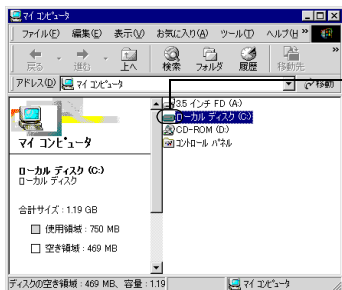 マイ コンピュータ
ファイル(F) 編集(E) 表示(V) お気に入り(A) ツール(T) ヘルプ(H) »
戻る 進む 上へ 検索 フォルダ 履歴 移動先 »
アドレス(D) マイ コンピュータ 移動
マイ コンピュータ
ローカル ディスク (C:)
ローカル ディスク
合計サイズ : 1.19 GB
使用領域 : 750 MB
空き領域 : 469 MB
3.5 インチ FD (A:)
ローカル ディスク (C:)
CD-ROM (D:)
コントロール パネル
ディスクの空き領域 : 469 MB、容量 : 1.19
マイ コンピュータ